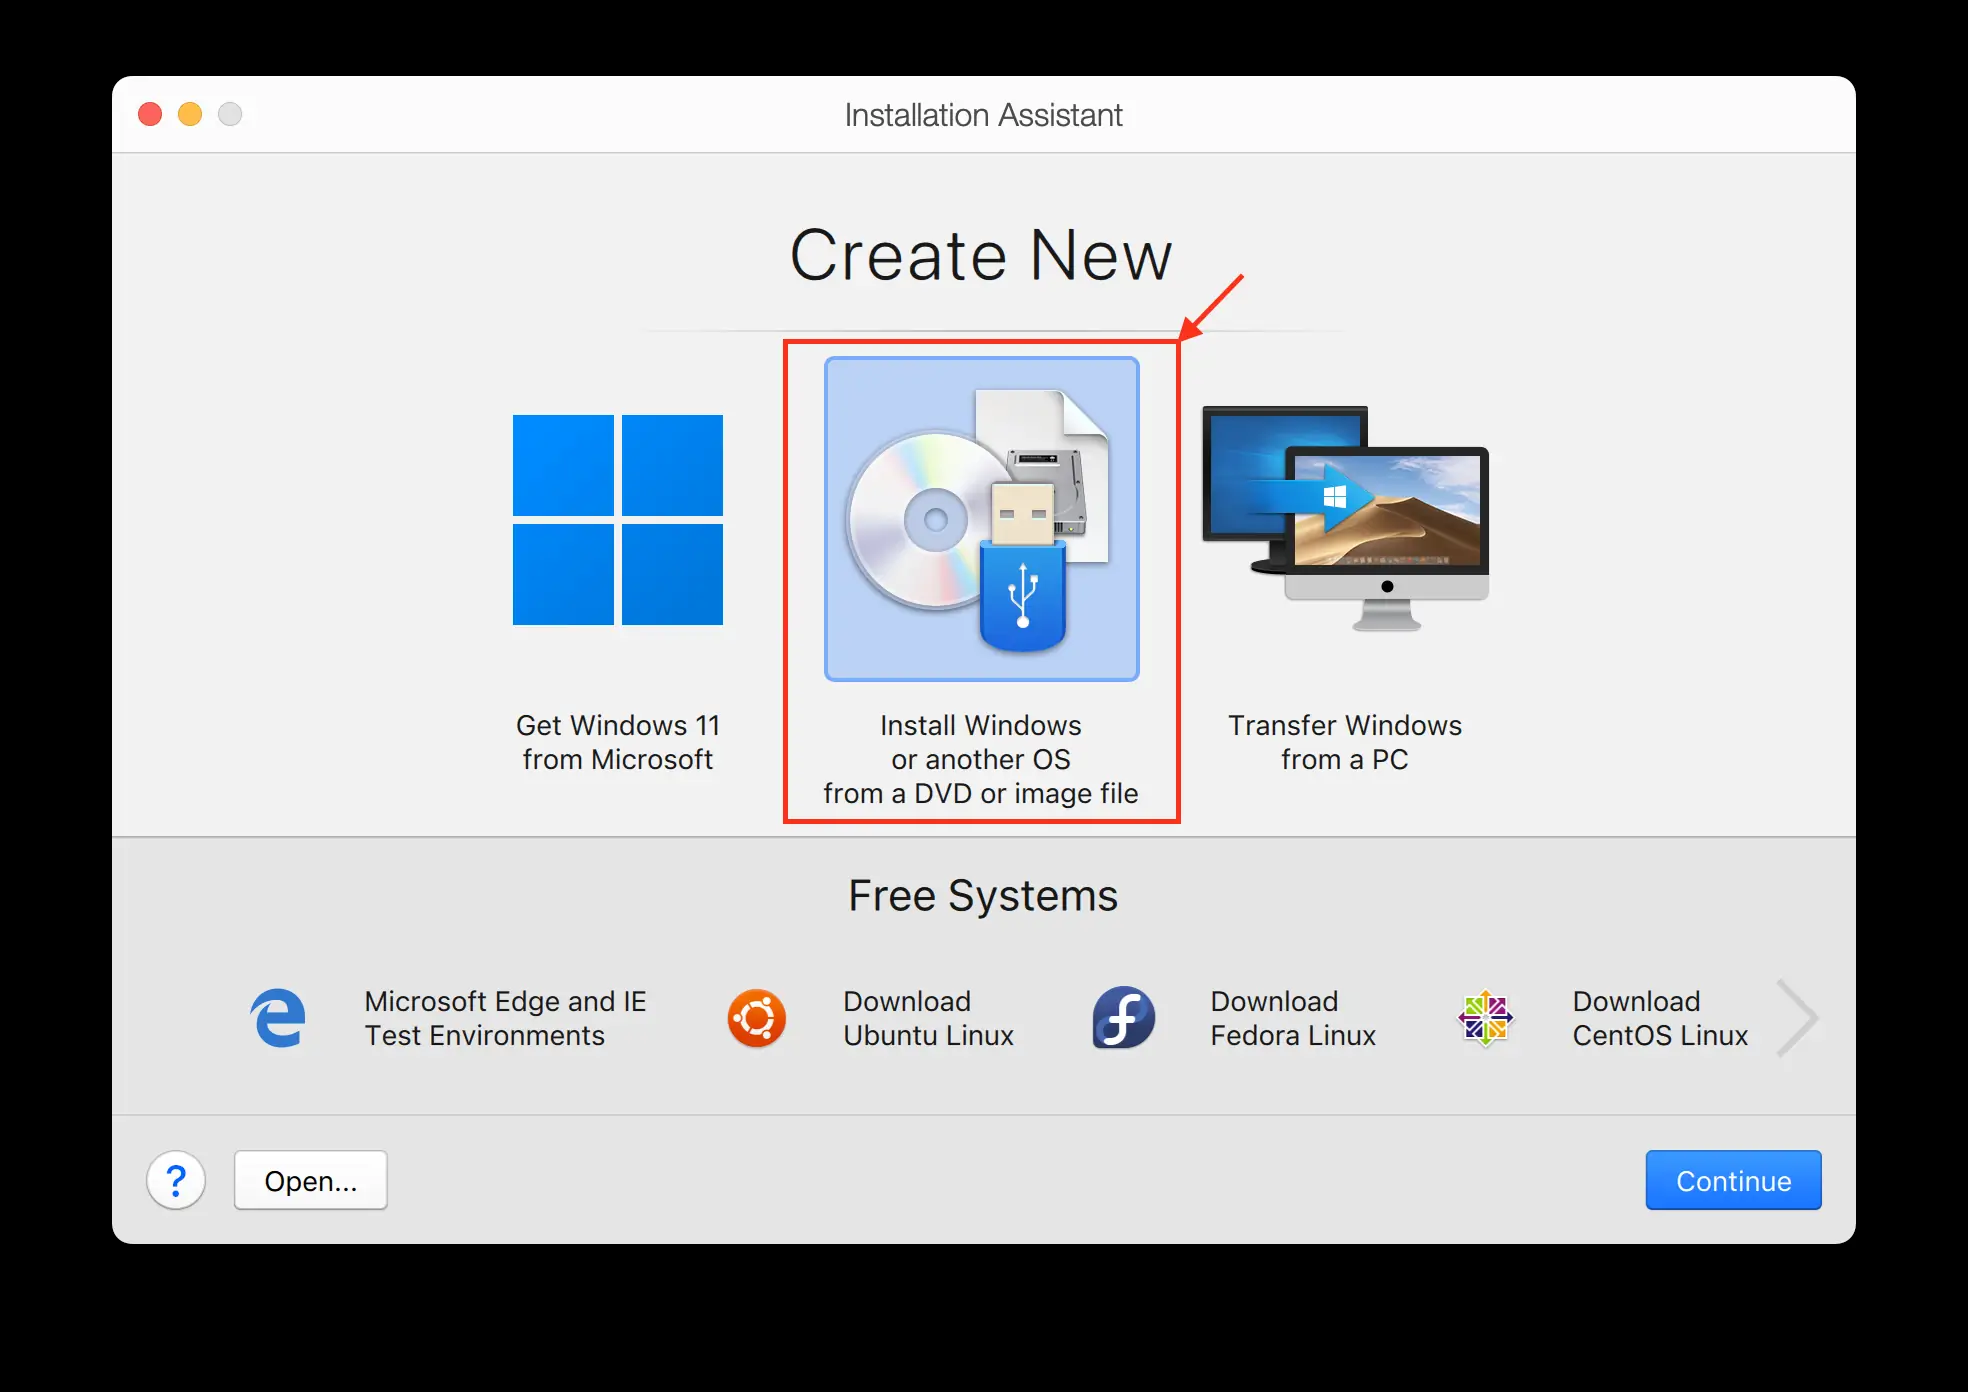 Installation Assistant
Create New
Get Windows 11
from Microsoft
Install Windows
or another OS
from a DVD or image file
Transfer Windows
from a PC
Free Systems
Microsoft Edge and IE
Test Environments
Download
Ubuntu Linux
Download
Fedora Linux
Download
CentOS Linux
?
Open...
Continue